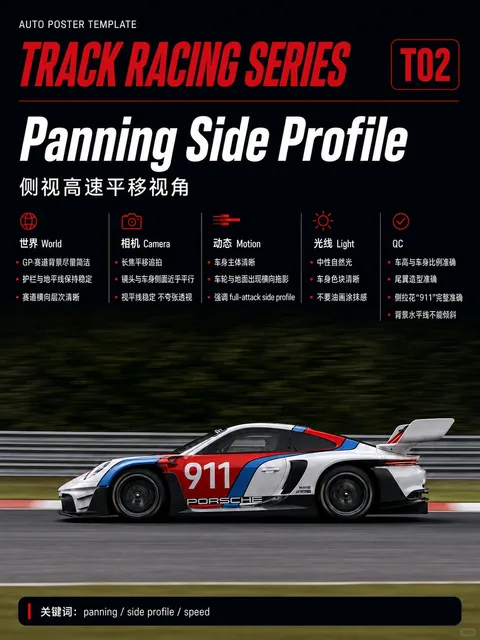 AUTO POSTER TEMPLATE
TRACK RACING SERIES
T02
Panning Side Profile
侧视高速平移视角
世界 World
• GP 赛道背景尽量简洁
• 护栏与地平线保持稳定
• 赛道横向层次清晰
相机 Camera
• 长焦平移追拍
• 镜头与车身侧面近乎平行
• 视平线稳定 不夸张透视
动态 Motion
• 车身主体清晰
• 车轮与地面出现横向拖影
• 强调 full-attack side profile
光线 Light
• 中性自然光
• 车身色块清晰
• 不要油画涂抹感
QC
• 车高与车身比例准确
• 尾翼造型准确
• 侧拉花“911”完整准确
• 背景水平线不能倾斜
911
PORSCHE
关键词：panning / side profile / speed